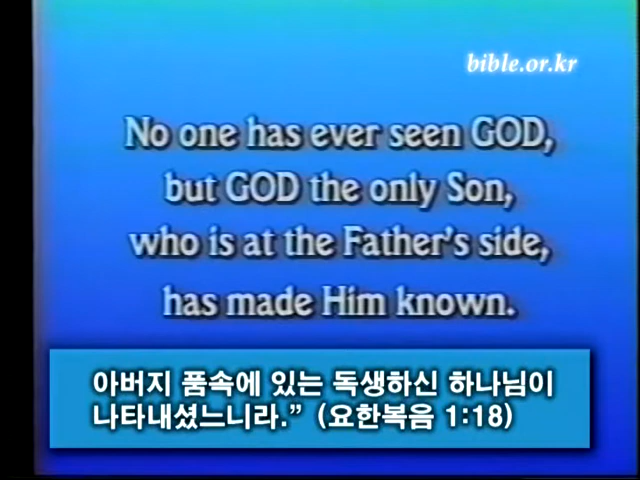 bible.or.kr
No one has ever seen GOD,
but GOD the only Son,
who is at the Father's side,
has made Him known.
아버지 품속에 있는 독생하신 하나님이
나타내셨느니라.” (요한복음 1:18)